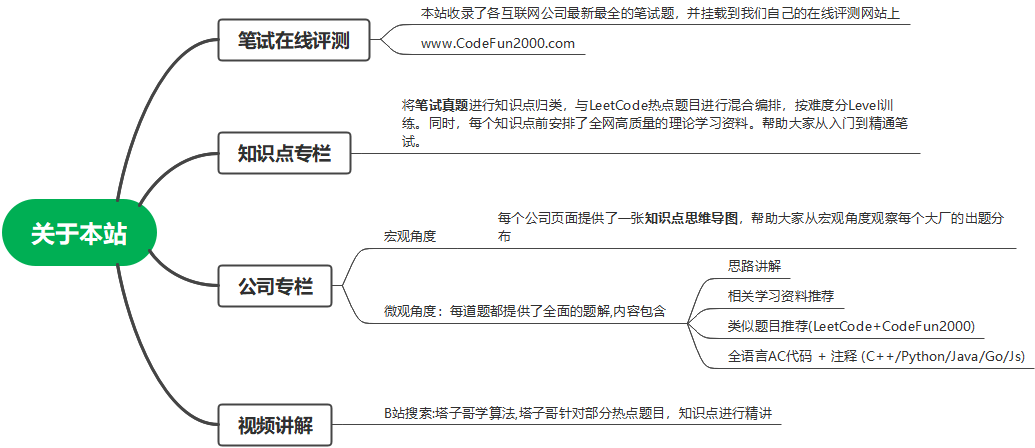 笔试在线评测
本站收录了各互联网公司最新最全的笔试题，并挂载到我们自己的在线评测网站上
www.CodeFun2000.com
知识点专栏
将笔试真题进行知识点归类，与LeetCode热点题目进行混合编排，按难度分Level训
练。同时，每个知识点前安排了全网高质量的理论学习资料。帮助大家从入门到精通笔
试。
关于本站
公司专栏
宏观角度
每个公司页面提供了一张知识点思维导图，帮助大家从宏观角度观察每个大厂的出题分
布
微观角度：每道题都提供了全面的题解,内容包含
思路讲解
相关学习资料推荐
类似题目推荐(LeetCode+CodeFun2000)
全语言AC代码 + 注释 (C++/Python/Java/Go/Js)
视频讲解
B站搜索:塔子哥学算法,塔子哥针对部分热点题目，知识点进行精讲